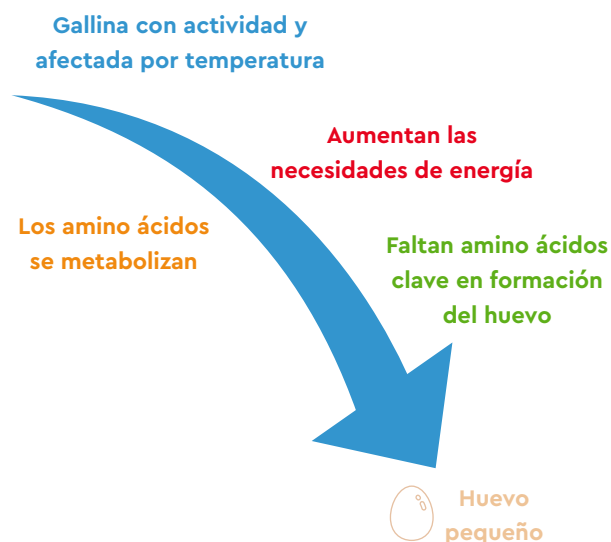 Gallina con actividad y
afectada por temperatura
Aumentan las
necesidades de energía
Los amino ácidos
se metabolizan
Faltan amino ácidos
clave en formación
del huevo
Huevo
pequeño